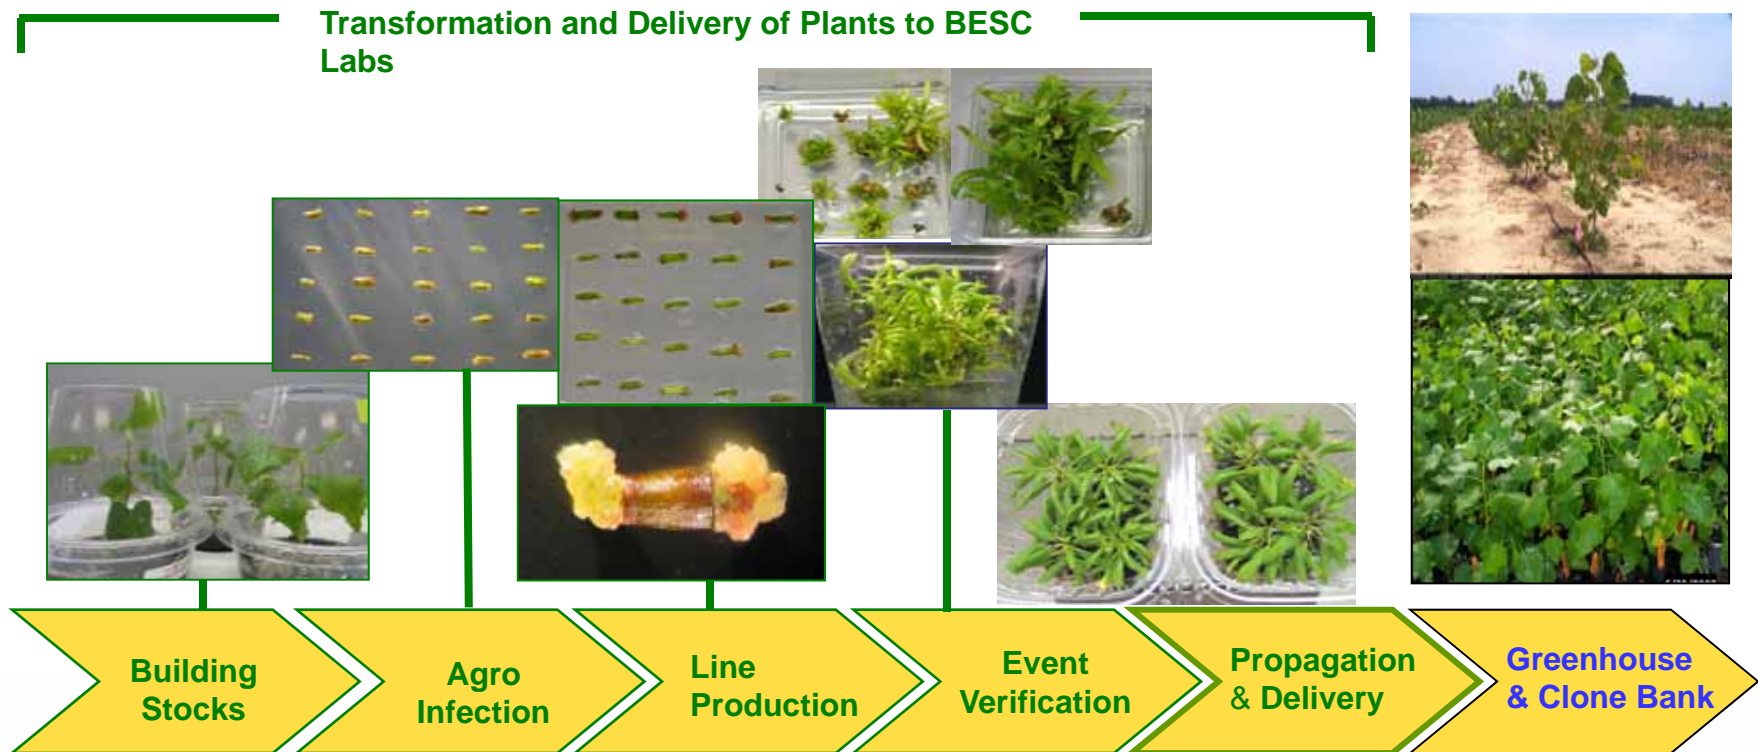 Transformation and Delivery of Plants to BESC
Labs
Building
Stocks
Agro
Infection
Line
Production
Event
Verification
Propagation
& Delivery
Greenhouse
& Clone Bank